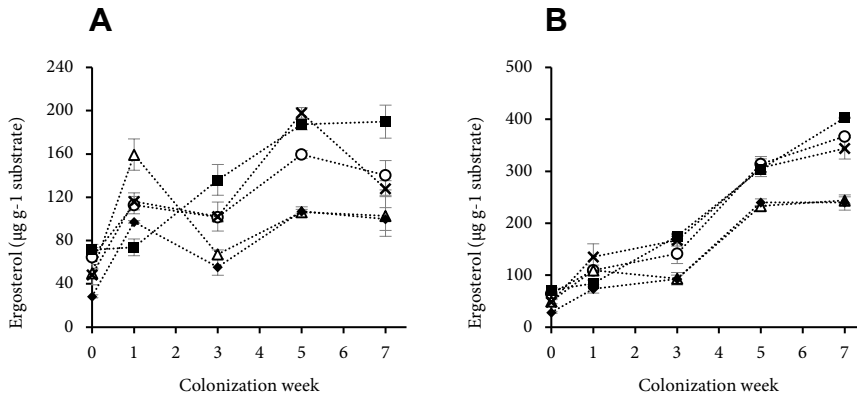 A
240
200
160
120
80
40
0
Ergosterol (µg g-1 substrate)
0 1 2 3 4 5 6 7
Colonization week
B
500
400
300
200
100
0
Ergosterol (µg g-1 substrate)
0 1 2 3 4 5 6 7
Colonization week